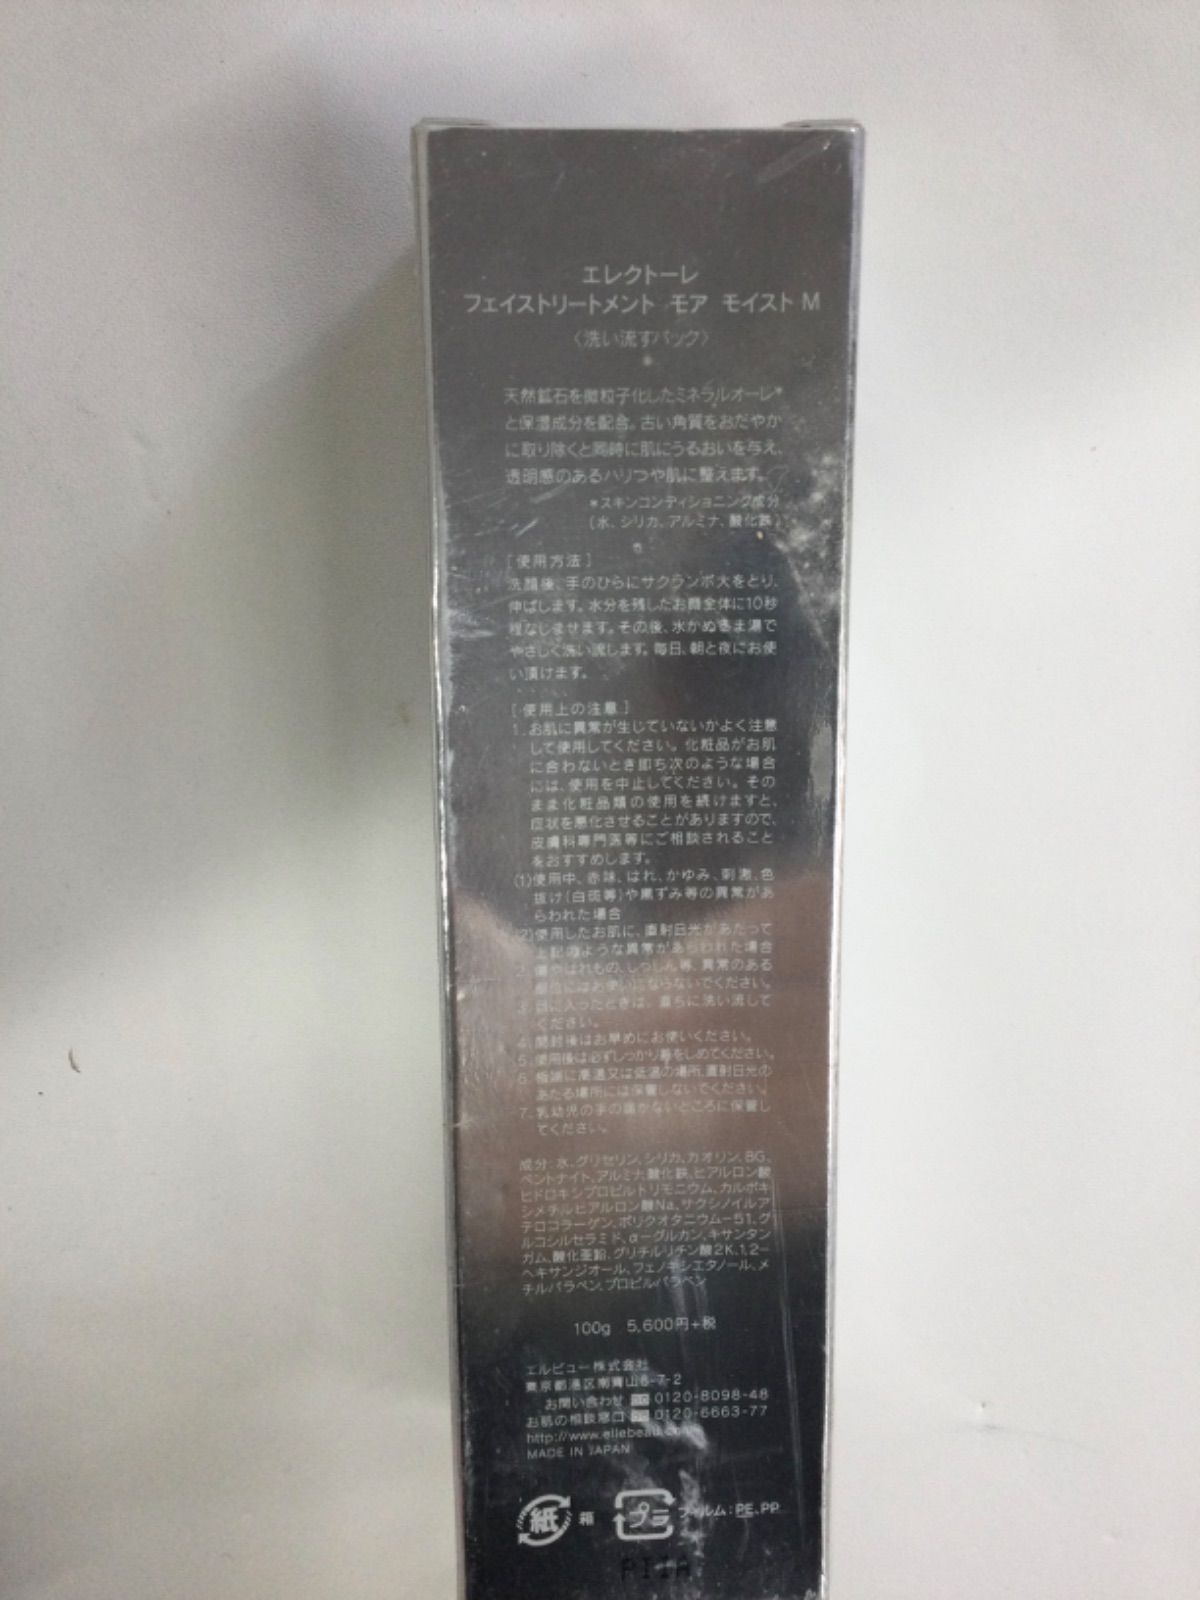 エレクトーレ
フェイストリートメント モア モイスト M
〈洗い流すパック〉
天然鉱石を微粒子化したミネラルオーレ*
と保湿成分を配合。古い角質をおだやか
に取り除くと同時に肌にうるおいを与え、
透明感のあるハリつや肌に整えます。
*スキンコンディショニング成分
(水、シリカ、アルミナ、酸化鉄)
[使用方法]
洗顔後、手のひらにサクランボ大をとり、
伸ばします。水分を残したお顔全体に10秒
程なじませます。その後、水かぬるま湯で
やさしく洗い流します。毎日、朝と夜にお使
い頂けます。
[使用上の注意]
1.お肌に異常が生じていないかよく注意
して使用してください。化粧品がお肌
に合わないとき即ち次のような場合
には、使用を中止してください。その
まま化粧品類の使用を続けますと、
症状を悪化させることがありますので、
皮膚科専門医等にご相談されること
をおすすめします。
(1)使用中、赤味、はれ、かゆみ、刺激、色
抜け(白斑等)や黒ずみ等の異常があ
らわれた場合
(2)使用したお肌に、直射日光があたって
上記のような異常があらわれた場合
2.傷やはれもの、しっしん等、異常のある
部位にはお使いにならないでください。
3.目に入ったときは、直ちに洗い流して
ください。
4.開封後はお早めにお使いください。
5.使用後は必ずしっかり蓋をしめてください。
6.極端に高温又は低温の場所、直射日光の
あたる場所には保管しないでください。
7.乳幼児の手の届かないところに保管し
てください。
成分:水、グリセリン、シリカ、カオリン、BG、
ベントナイト、アルミナ、酸化鉄、ヒアルロン酸
ヒドロキシプロピルトリモニウム、カルボキ
シメチルヒアルロン酸Na、サクシノイルア
テロコラーゲン、ポリクオタニウム-51、グ
ルコシルセラミド、α-グルカン、キサンタン
ガム、酸化亜鉛、グリチルリチン酸2K、1,2-
ヘキサンジオール、フェノキシエタノール、メ
チルパラベン、プロピルパラベン
100g 5,600円+税
エルビュー株式会社
東京都港区南青山6-7-2
お問い合わせ 0120-8098-48
お肌の相談窓口 0120-6663-77
http://www.ellebeau.com
MADE IN JAPAN
紙 箱 プラ フィルム:PE、PP